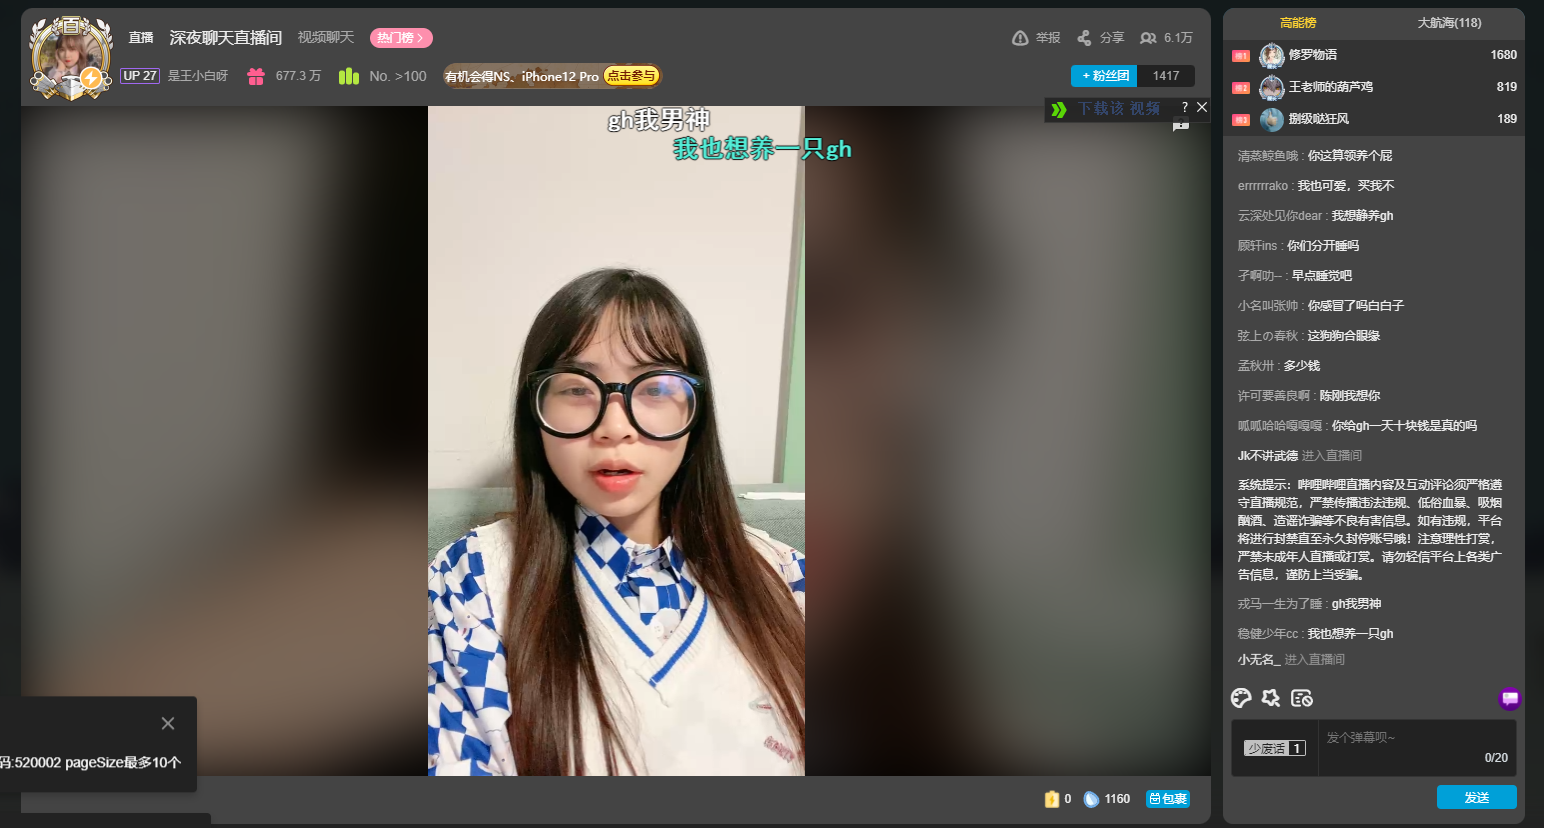 百
直播 深夜聊天直播间 视频聊天 热门榜 >
举报 分享 6.1万
UP 27 是王小白呀 677.3 万 No. >100 有机会得NS、iPhone12 Pro 点击参与
+ 粉丝团 1417
下载该 视频 ? ×
gh我男神
我也想养一只gh
码:520002 pageSize最多10个
0 1160 包裹
高能榜 大航海(118)
榜1 修罗物语 1680
榜2 王老师的葫芦鸡 819
榜3 捌级哒狂风 189
清蒸鲸鱼哦 : 你这算领养个屁
errrrrrako : 我也可爱，买我不
云深处见你dear : 我想静养gh
顾轩ins : 你们分开睡吗
孑啊叻-- : 早点睡觉吧
小名叫张帅 : 你感冒了吗白白子
弦上の春秋 : 这狗狗合眼缘
孟秋卅 : 多少钱
许可要善良啊 : 陈刚我想你
呱呱哈哈嘎嘎嘎 : 你给gh一天十块钱是真的吗
Jk不讲武德 进入直播间
系统提示：哔哩哔哩直播内容及互动评论须严格遵
守直播规范，严禁传播违法违规、低俗血暴、吸烟
酗酒、造谣诈骗等不良有害信息。如有违规，平台
将进行封禁直至永久封停账号哦！注意理性打赏，
严禁未成年人直播或打赏。请勿轻信平台上各类广
告信息，谨防上当受骗。
戎马一生为了睡 : gh我男神
稳健少年cc : 我也想养一只gh
小无名_ 进入直播间
少废话 1 发个弹幕呗~
0/20
发送